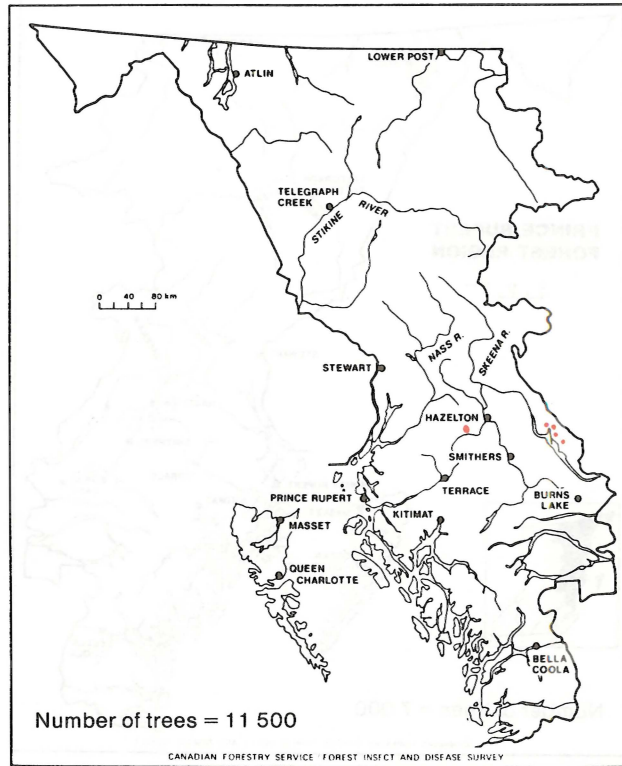 LOWER POST
ATLIN
TELEGRAPH
CREEK
STIKINE RIVER
0 40 80 km
NASS R.
SKEENA R.
STEWART
HAZELTON
SMITHERS
TERRACE
PRINCE RUPERT
KITIMAT
BURNS
LAKE
MASSET
QUEEN
CHARLOTTE
BELLA
COOLA
Number of trees = 11 500
CANADIAN FORESTRY SERVICE FOREST INSECT AND DISEASE SURVEY